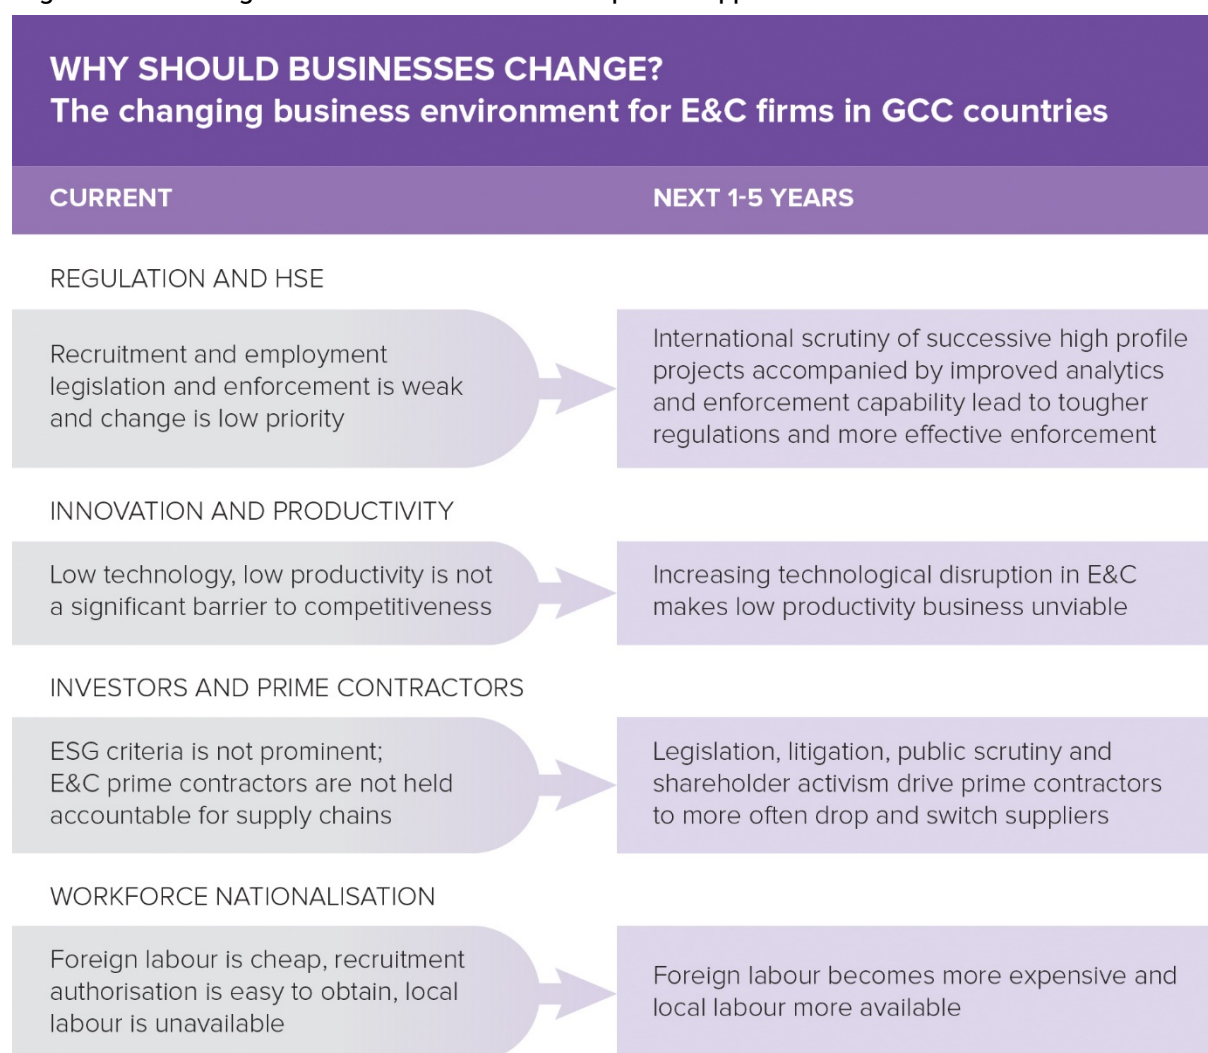 WHY SHOULD BUSINESSES CHANGE?
The changing business environment for E&C firms in GCC countries
CURRENT
NEXT 1-5 YEARS
REGULATION AND HSE
Recruitment and employment
legislation and enforcement is weak
and change is low priority
International scrutiny of successive high profile
projects accompanied by improved analytics
and enforcement capability lead to tougher
regulations and more effective enforcement
INNOVATION AND PRODUCTIVITY
Low technology, low productivity is not
a significant barrier to competitiveness
Increasing technological disruption in E&C
makes low productivity business unviable
INVESTORS AND PRIME CONTRACTORS
ESG criteria is not prominent;
E&C prime contractors are not held
accountable for supply chains
Legislation, litigation, public scrutiny and
shareholder activism drive prime contractors
to more often drop and switch suppliers
WORKFORCE NATIONALISATION
Foreign labour is cheap, recruitment
authorisation is easy to obtain, local
labour is unavailable
Foreign labour becomes more expensive and
local labour more available